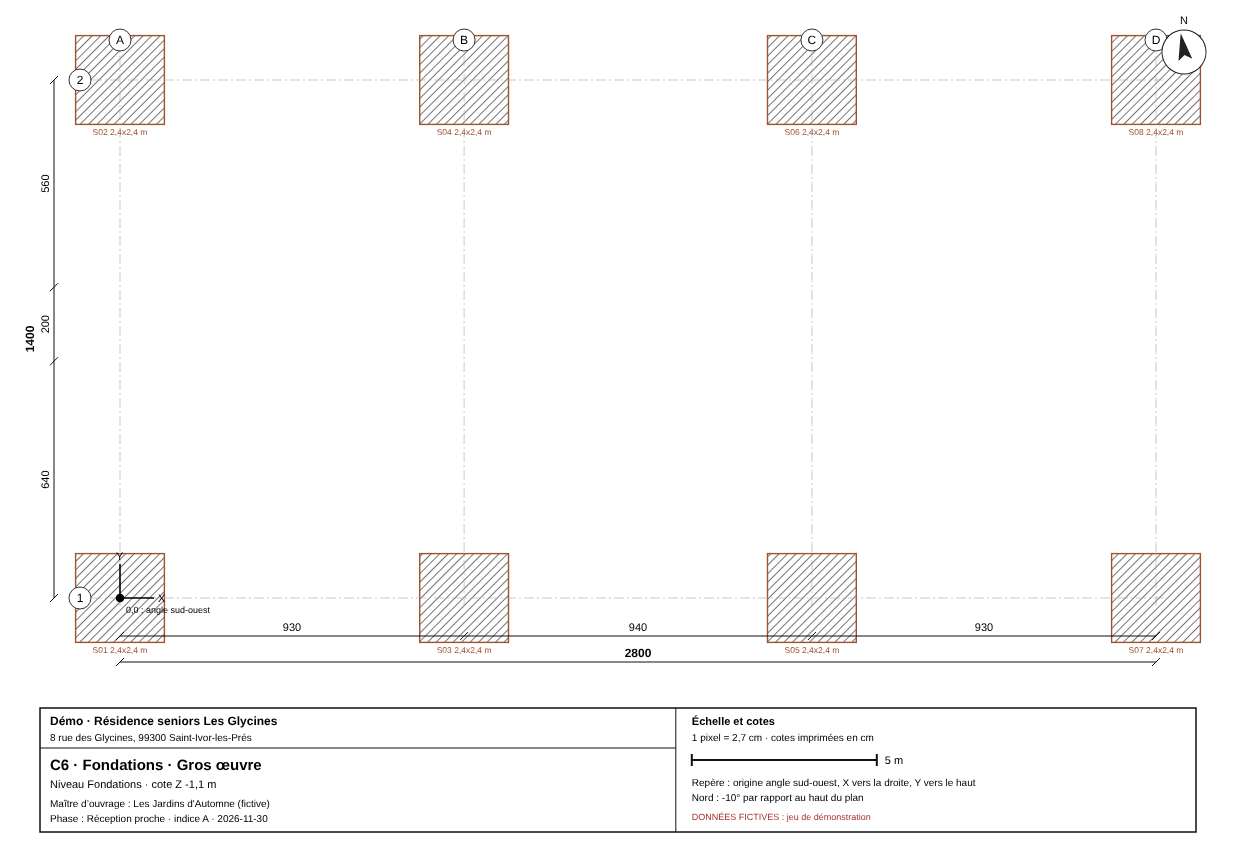 N
A
B
C
D
2
S02 2,4x2,4 m
S04 2,4x2,4 m
S06 2,4x2,4 m
S08 2,4x2,4 m
560
200
1400
640
Y
1
X
0,0 : angle sud-ouest
930
940
930
S01 2,4x2,4 m
S03 2,4x2,4 m
S05 2,4x2,4 m
S07 2,4x2,4 m
2800
Démo · Résidence seniors Les Glycines
8 rue des Glycines, 99300 Saint-Ivor-les-Prés
C6 · Fondations · Gros œuvre
Niveau Fondations · cote Z -1,1 m
Maître d'ouvrage : Les Jardins d'Automne (fictive)
Phase : Réception proche · indice A · 2026-11-30
Échelle et cotes
1 pixel = 2,7 cm · cotes imprimées en cm
5 m
Repère : origine angle sud-ouest, X vers la droite, Y vers le haut
Nord : -10° par rapport au haut du plan
DONNÉES FICTIVES : jeu de démonstration